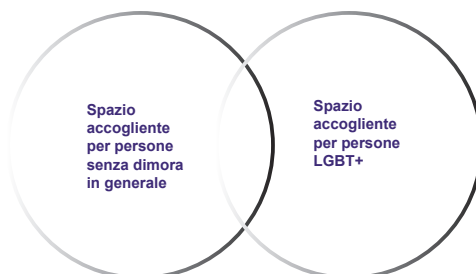 Spazio
accogliente
per persone
senza dimora
in generale
Spazio
accogliente
per persone
LGBT+